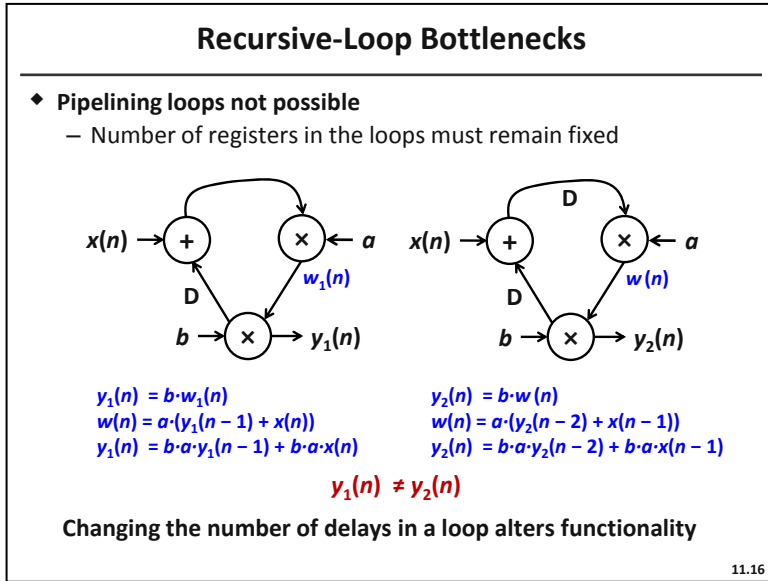 Recursive-Loop Bottlenecks
◆ Pipelining loops not possible
– Number of registers in the loops must remain fixed
D
x(n) + × a
w₁(n)
D
b × y₁(n)
D
x(n) + × a
w(n)
D
b × y₂(n)
y₁(n) = b·w₁(n)
w(n) = a·(y₁(n − 1) + x(n))
y₁(n) = b·a·y₁(n − 1) + b·a·x(n)
y₂(n) = b·w(n)
w(n) = a·(y₂(n − 2) + x(n − 1))
y₂(n) = b·a·y₂(n − 2) + b·a·x(n − 1)
y₁(n) ≠ y₂(n)
Changing the number of delays in a loop alters functionality
11.16